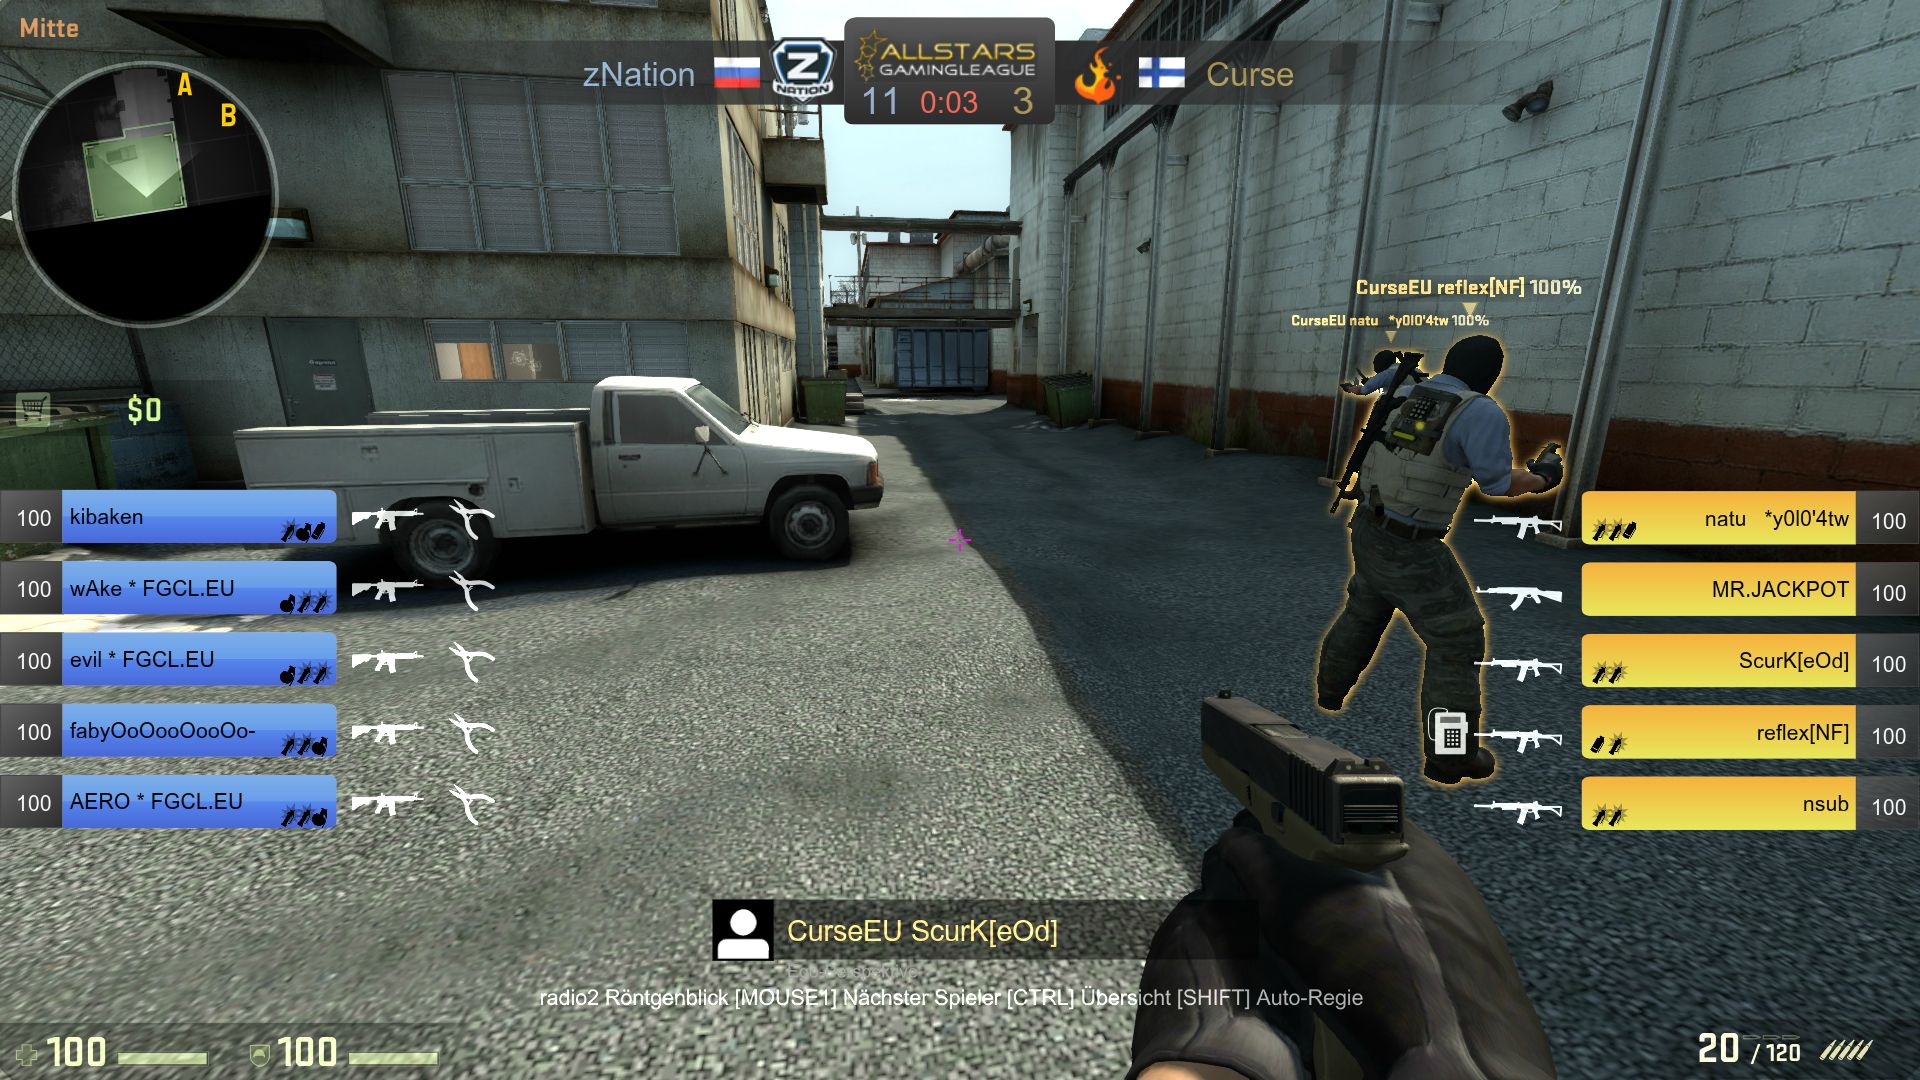 Mitte
A
B
zNation
Z
NATION
ALLSTARS
GAMINGLEAGUE
11 0:03 3
Curse
CurseEU reflex[NF] 100%
CurseEU natu *y0l0'4tw 100%
$0
100 kibaken
100 wAke * FGCL.EU
100 evil * FGCL.EU
100 fabyOoOooOooOo-
100 AERO * FGCL.EU
natu *y0l0'4tw 100
MR.JACKPOT 100
ScurK[eOd] 100
reflex[NF] 100
nsub 100
CurseEU ScurK[eOd]
radio2 Röntgenblick [MOUSE1] Nächster Spieler [CTRL] Übersicht [SHIFT] Auto-Regie
100 100
20 / 120